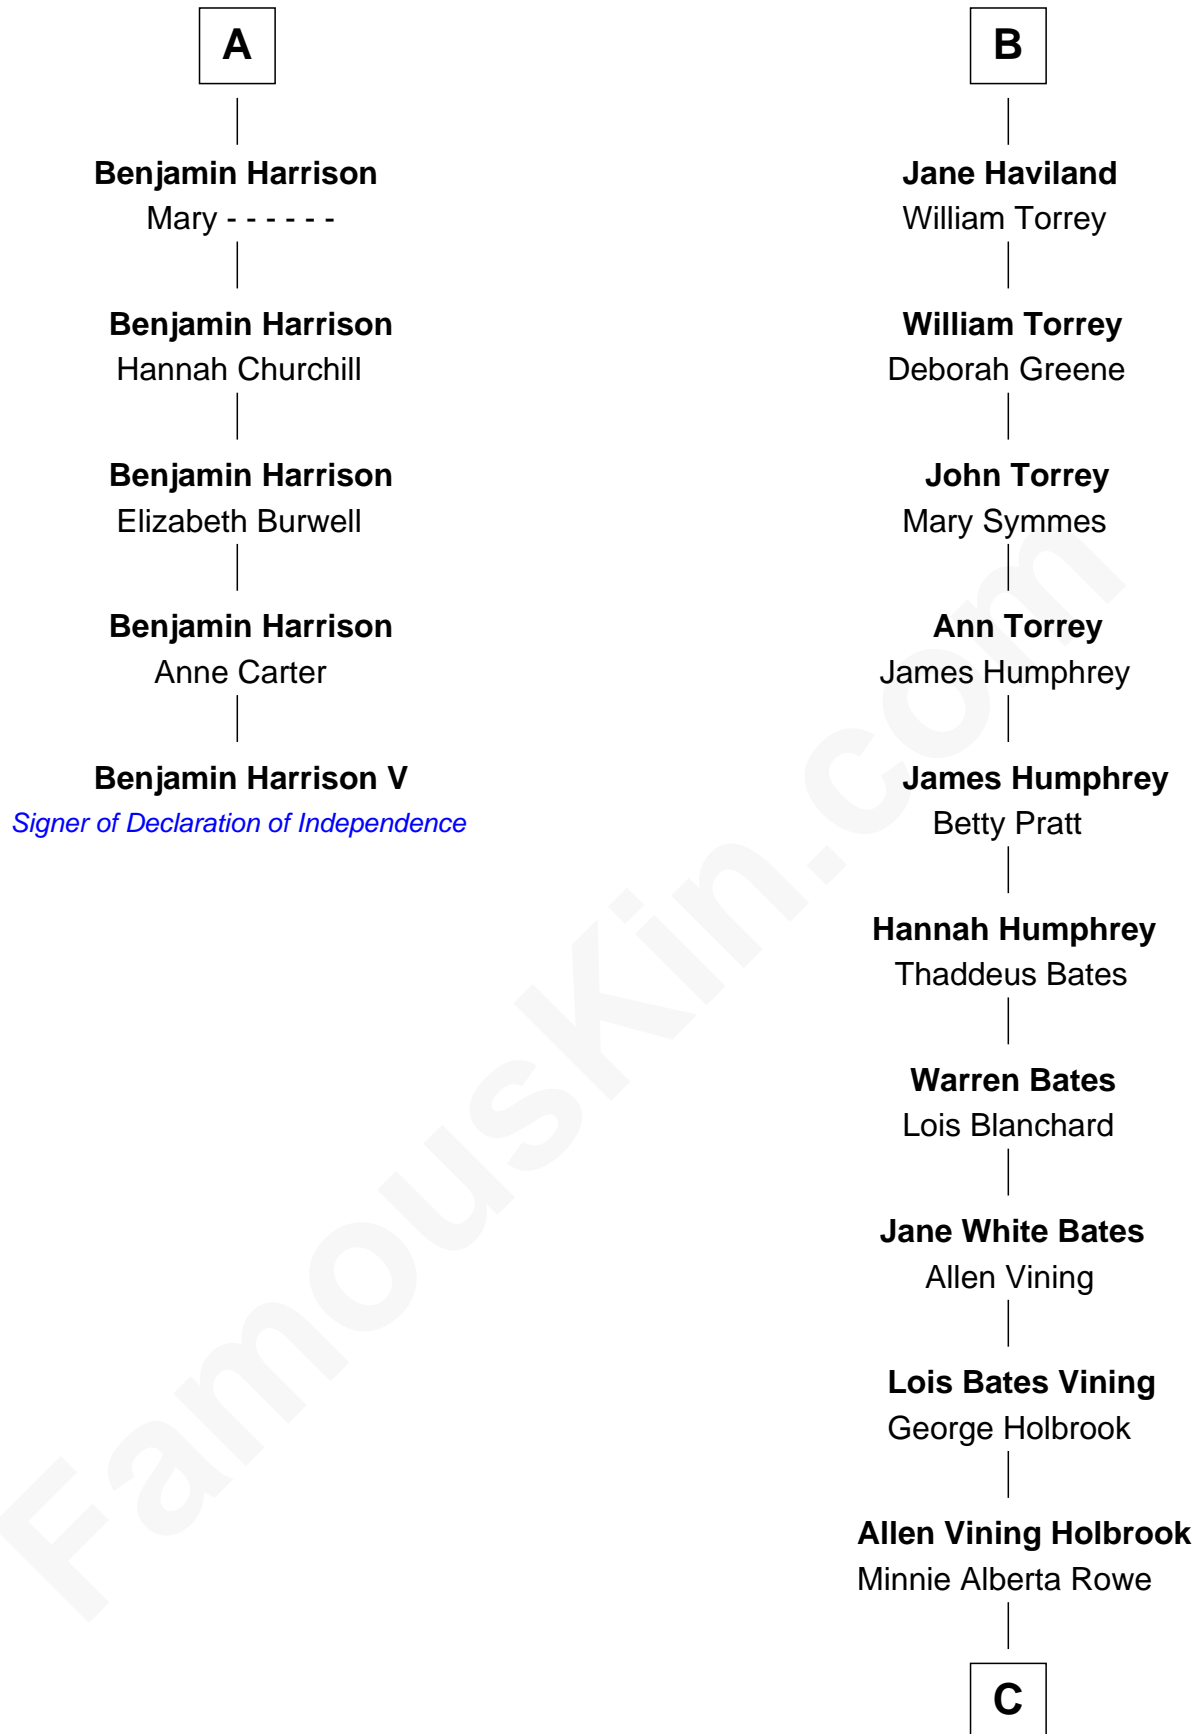 A
Benjamin Harrison
Mary - - - - - -
Benjamin Harrison
Hannah Churchill
Benjamin Harrison
Elizabeth Burwell
Benjamin Harrison
Anne Carter
Benjamin Harrison V
Signer of Declaration of Independence
B
Jane Haviland
William Torrey
William Torrey
Deborah Greene
John Torrey
Mary Symmes
Ann Torrey
James Humphrey
James Humphrey
Betty Pratt
Hannah Humphrey
Thaddeus Bates
Warren Bates
Lois Blanchard
Jane White Bates
Allen Vining
Lois Bates Vining
George Holbrook
Allen Vining Holbrook
Minnie Alberta Rowe
C
FamousKin.com